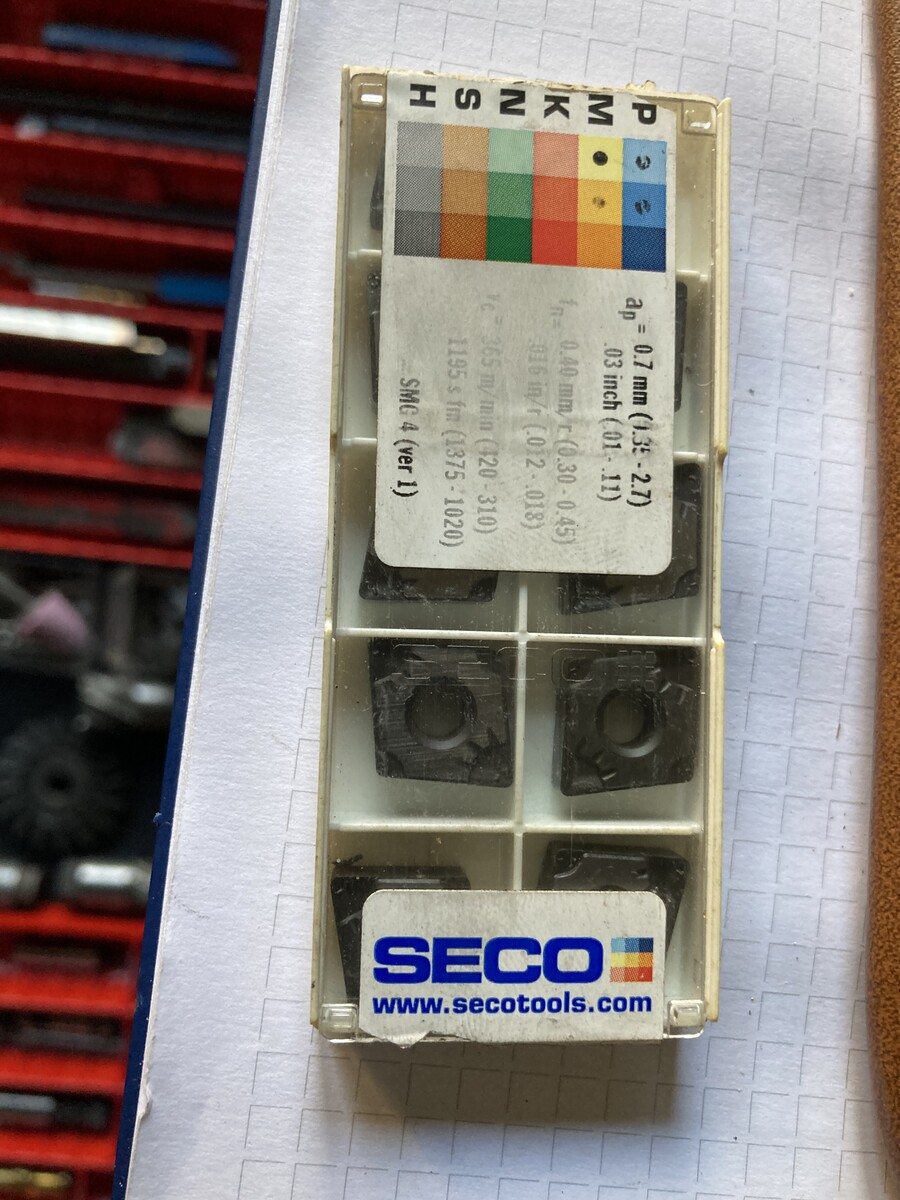 P
M
K
N
S
H
ap = 0.7 mm (0.35 - 2.7)
.03 inch (.01 - .11)
fn= 0.40 mm/r (0.30 - 0.45)
.016 in/r (.012 - .018)
vc = 365 m/min (420 - 310)
1195 sfm (1375 - 1020)
SMG 4 (ver 1)
SECO
www.secotools.com